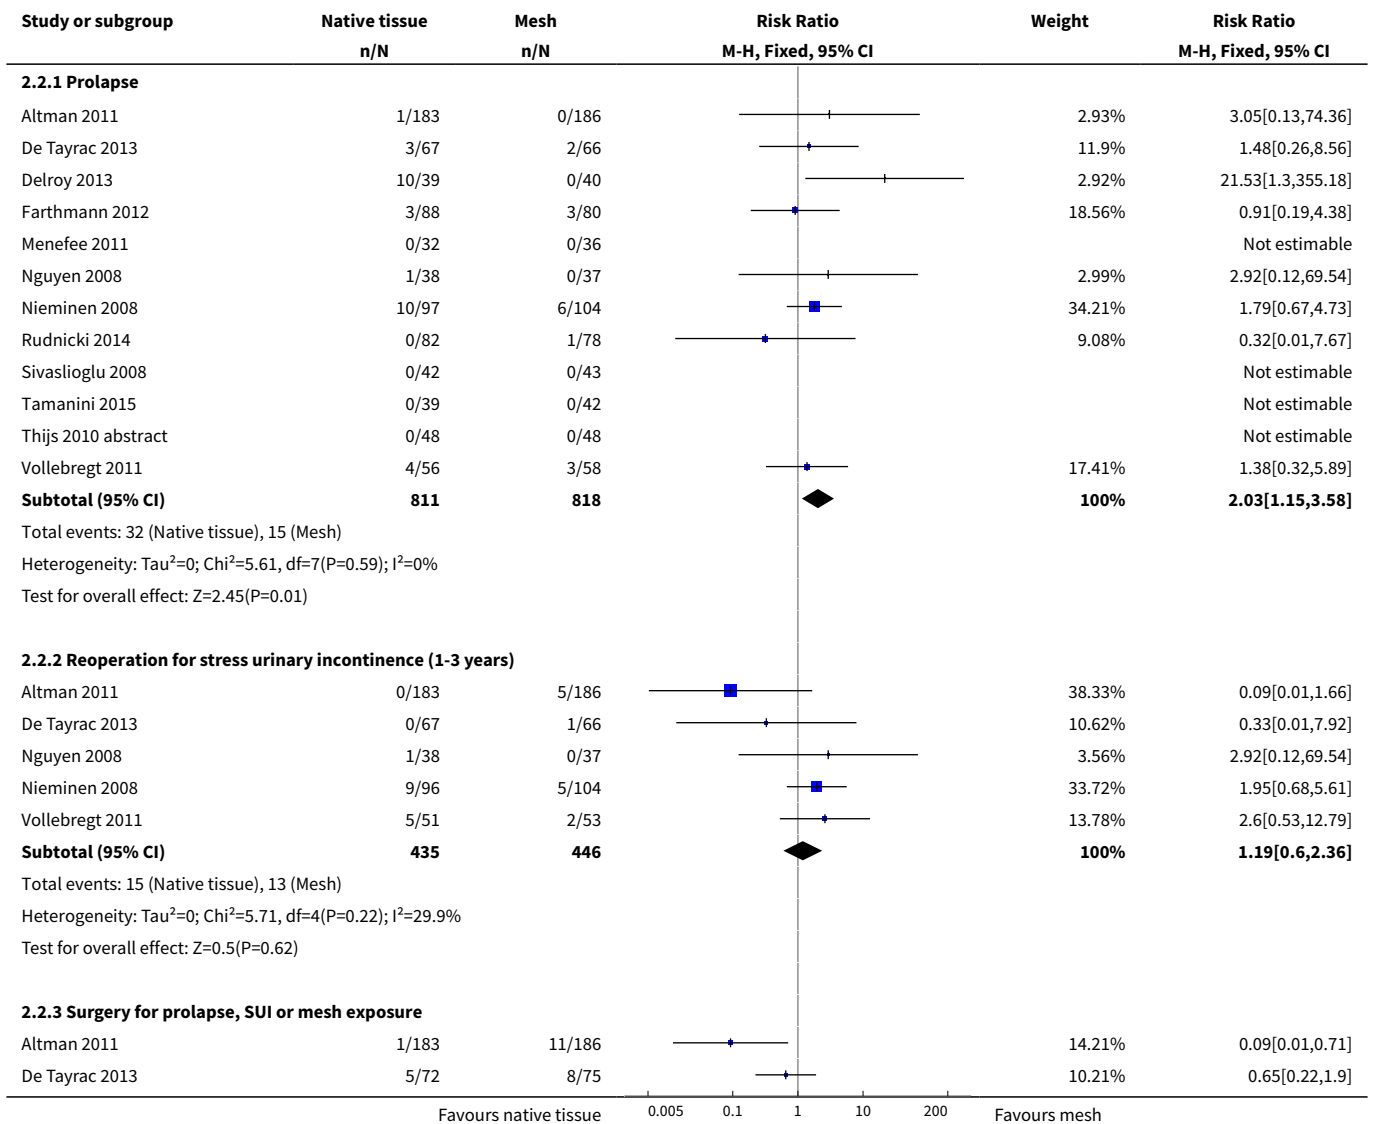 Study or subgroup Native tissue Mesh Risk Ratio Weight Risk Ratio
n/N n/N M-H, Fixed, 95% CI M-H, Fixed, 95% CI
2.2.1 Prolapse
Altman 2011 1/183 0/186 2.93% 3.05[0.13,74.36]
De Tayrac 2013 3/67 2/66 11.9% 1.48[0.26,8.56]
Delroy 2013 10/39 0/40 2.92% 21.53[1.3,355.18]
Farthmann 2012 3/88 3/80 18.56% 0.91[0.19,4.38]
Menefee 2011 0/32 0/36 Not estimable
Nguyen 2008 1/38 0/37 2.99% 2.92[0.12,69.54]
Nieminen 2008 10/97 6/104 34.21% 1.79[0.67,4.73]
Rudnicki 2014 0/82 1/78 9.08% 0.32[0.01,7.67]
Sivaslioglu 2008 0/42 0/43 Not estimable
Tamanini 2015 0/39 0/42 Not estimable
Thijs 2010 abstract 0/48 0/48 Not estimable
Vollebregt 2011 4/56 3/58 17.41% 1.38[0.32,5.89]
Subtotal (95% CI) 811 818 100% 2.03[1.15,3.58]
Total events: 32 (Native tissue), 15 (Mesh)
Heterogeneity: Tau²=0; Chi²=5.61, df=7(P=0.59); I²=0%
Test for overall effect: Z=2.45(P=0.01)
2.2.2 Reoperation for stress urinary incontinence (1-3 years)
Altman 2011 0/183 5/186 38.33% 0.09[0.01,1.66]
De Tayrac 2013 0/67 1/66 10.62% 0.33[0.01,7.92]
Nguyen 2008 1/38 0/37 3.56% 2.92[0.12,69.54]
Nieminen 2008 9/96 5/104 33.72% 1.95[0.68,5.61]
Vollebregt 2011 5/51 2/53 13.78% 2.6[0.53,12.79]
Subtotal (95% CI) 435 446 100% 1.19[0.6,2.36]
Total events: 15 (Native tissue), 13 (Mesh)
Heterogeneity: Tau²=0; Chi²=5.71, df=4(P=0.22); I²=29.9%
Test for overall effect: Z=0.5(P=0.62)
2.2.3 Surgery for prolapse, SUI or mesh exposure
Altman 2011 1/183 11/186 14.21% 0.09[0.01,0.71]
De Tayrac 2013 5/72 8/75 10.21% 0.65[0.22,1.9]
Favours native tissue 0.005 0.1 1 10 200 Favours mesh